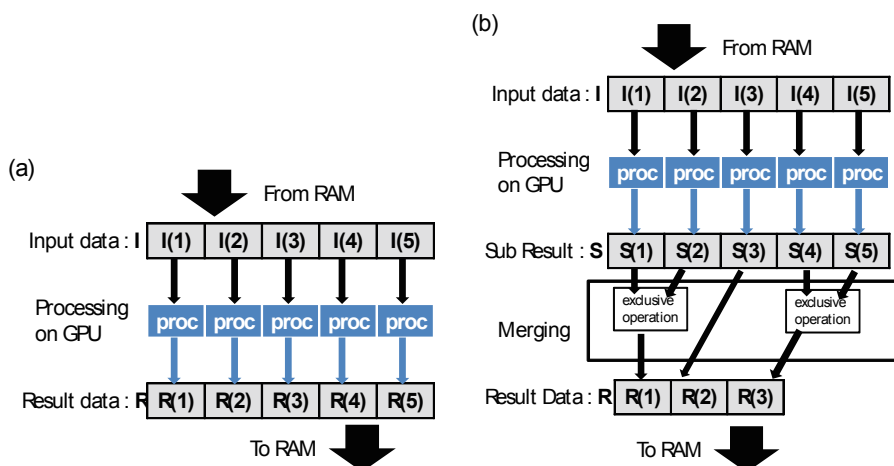 (a)
From RAM
Input data : I I(1) I(2) I(3) I(4) I(5)
Processing
on GPU
proc proc proc proc proc
Result data : R R(1) R(2) R(3) R(4) R(5)
To RAM
(b)
From RAM
Input data : I I(1) I(2) I(3) I(4) I(5)
Processing
on GPU
proc proc proc proc proc
Sub Result : S S(1) S(2) S(3) S(4) S(5)
exclusive
operation
exclusive
operation
Merging
Result Data : R R(1) R(2) R(3)
To RAM